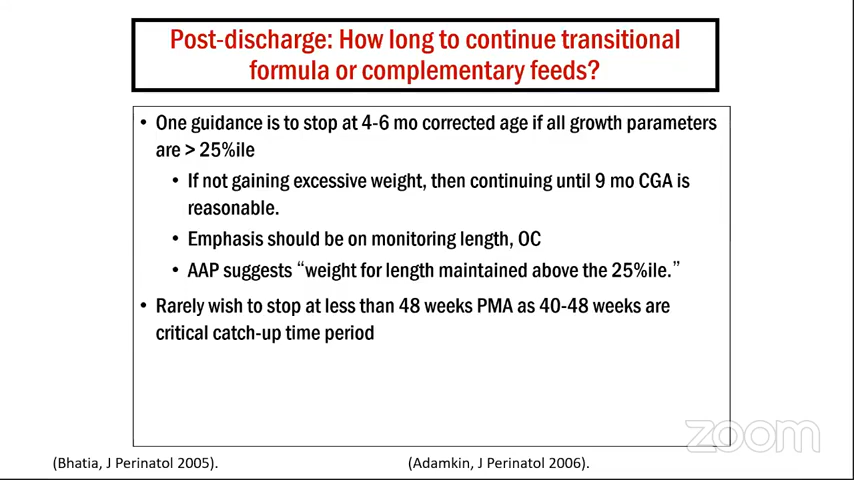 Post-discharge: How long to continue transitional
formula or complementary feeds?
• One guidance is to stop at 4-6 mo corrected age if all growth parameters
are > 25%ile
• If not gaining excessive weight, then continuing until 9 mo CGA is
reasonable.
• Emphasis should be on monitoring length, OC
• AAP suggests “weight for length maintained above the 25%ile.”
• Rarely wish to stop at less than 48 weeks PMA as 40-48 weeks are
critical catch-up time period
zoom
(Bhatia, J Perinatol 2005).
(Adamkin, J Perinatol 2006).